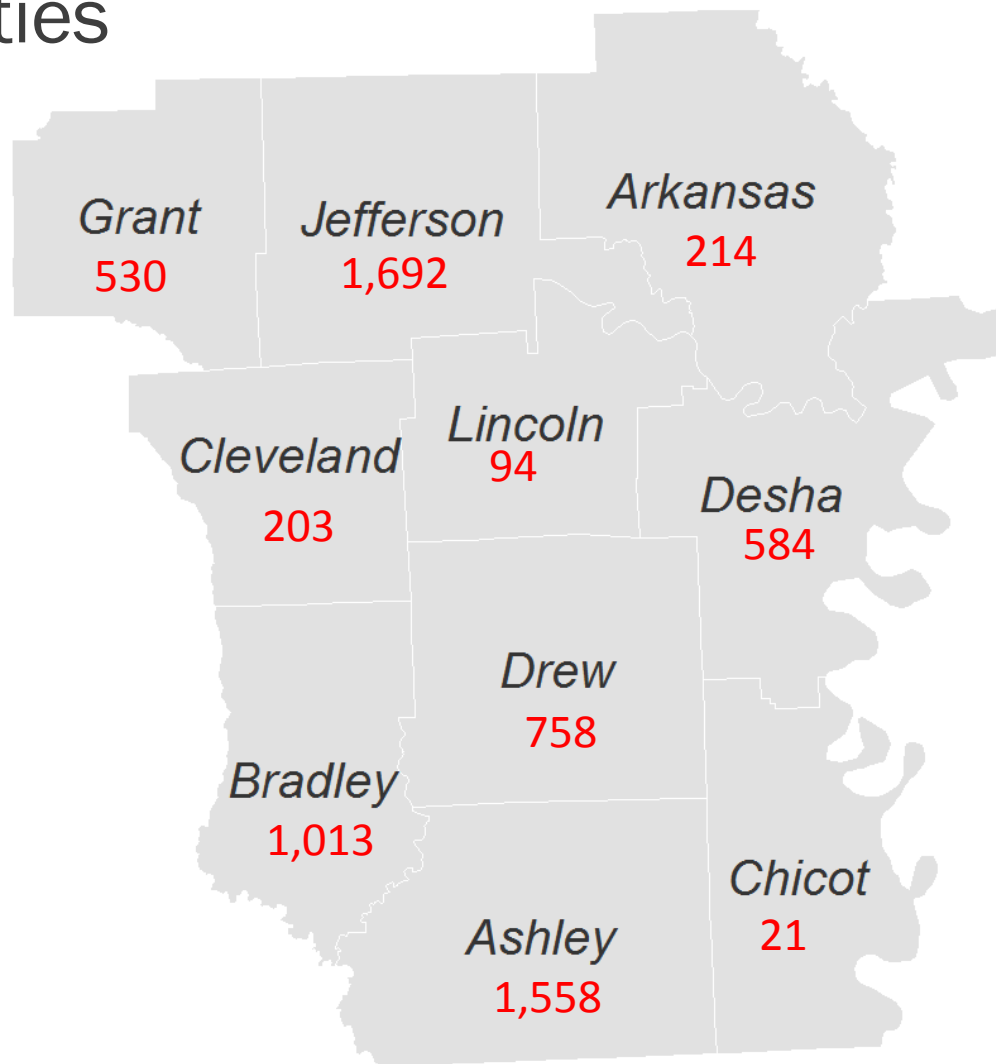 ties
Arkansas
214
Grant
530
Jefferson
1,692
Lincoln
94
Cleveland
203
Desha
584
Drew
758
Bradley
1,013
Chicot
21
Ashley
1,558